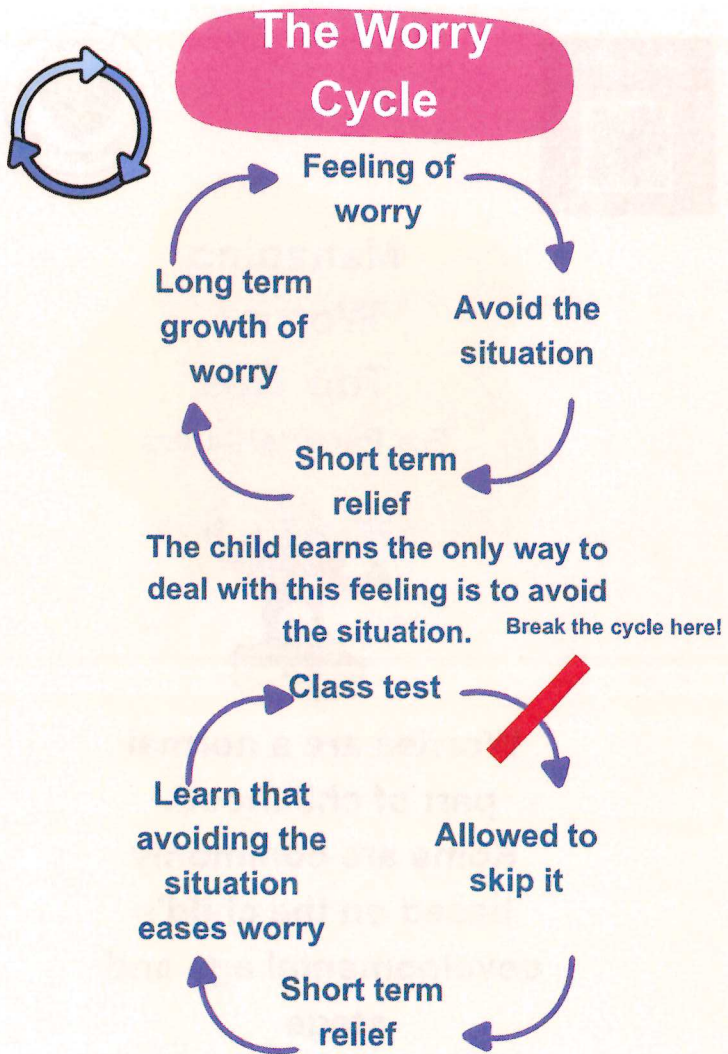 The Worry
Cycle
Feeling of
worry
Avoid the
situation
Short term
relief
Long term
growth of
worry
The child learns the only way to
deal with this feeling is to avoid
the situation.
Break the cycle here!
Class test
Allowed to
skip it
Short term
relief
Learn that
avoiding the
situation
eases worry